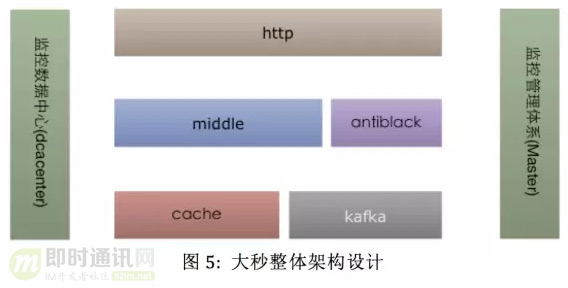 监控数据中心(dcacenter)
http
middle
antiblack
cache
kafka
监控管理体系(Master)
即时通讯网
IM开发者社区 52im.net
图 5: 大秒整体架构设计